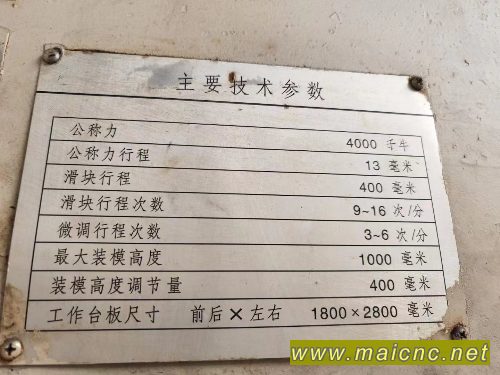 主要技术参数
公称力 4000 千牛
公称力行程 13 毫米
滑块行程 400 毫米
滑块行程次数 9~16 次/分
微调行程次数 3~6 次/分
最大装模高度 1000 毫米
装模高度调节量 400 毫米
工作台板尺寸 前后×左右 1800×2800 毫米
www.maicnc.net